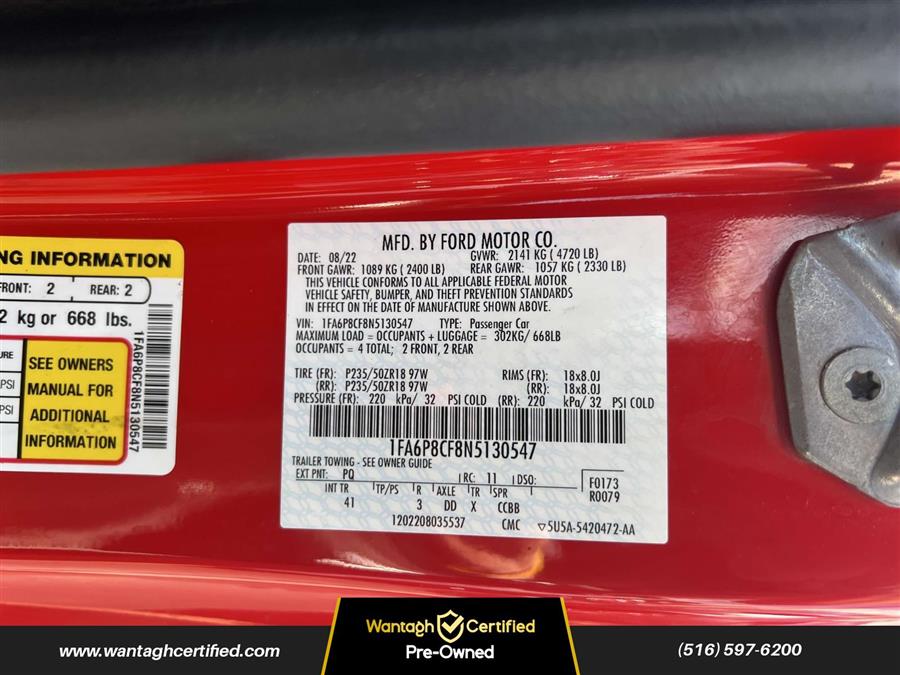 NG INFORMATION
FRONT: 2 REAR: 2
2 kg or 668 lbs.
URE
PSI
PSI
SEE OWNERS
MANUAL FOR
ADDITIONAL
INFORMATION
1FA6P8CF8N5130547
MFD. BY FORD MOTOR CO.
DATE: 08/22 GVWR: 2141 KG ( 4720 LB)
FRONT GAWR: 1089 KG ( 2400 LB) REAR GAWR: 1057 KG ( 2330 LB)
THIS VEHICLE CONFORMS TO ALL APPLICABLE FEDERAL MOTOR
VEHICLE SAFETY, BUMPER, AND THEFT PREVENTION STANDARDS
IN EFFECT ON THE DATE OF MANUFACTURE SHOWN ABOVE.
VIN: 1FA6P8CF8N5130547 TYPE: Passenger Car
MAXIMUM LOAD = OCCUPANTS + LUGGAGE = 302KG/ 668LB
OCCUPANTS = 4 TOTAL; 2 FRONT, 2 REAR
TIRE (FR): P235/50ZR18 97W RIMS (FR): 18x8.0J
(RR): P235/50ZR18 97W (RR): 18x8.0J
PRESSURE (FR): 220 kPa/ 32 PSI COLD (RR): 220 kPa/ 32 PSI COLD
1FA6P8CF8N5130547
TRAILER TOWING - SEE OWNER GUIDE
EXT PNT: PQ RC: 11 DSO: F0173
R0079
INT TR TP/PS R AXLE TR SPR
41 3 DD X CCBB
1202208035537 CMC ▽5U5A-5420472-AA
www.wantaghcertified.com
Wantagh Certified
Pre-Owned
(516) 597-6200